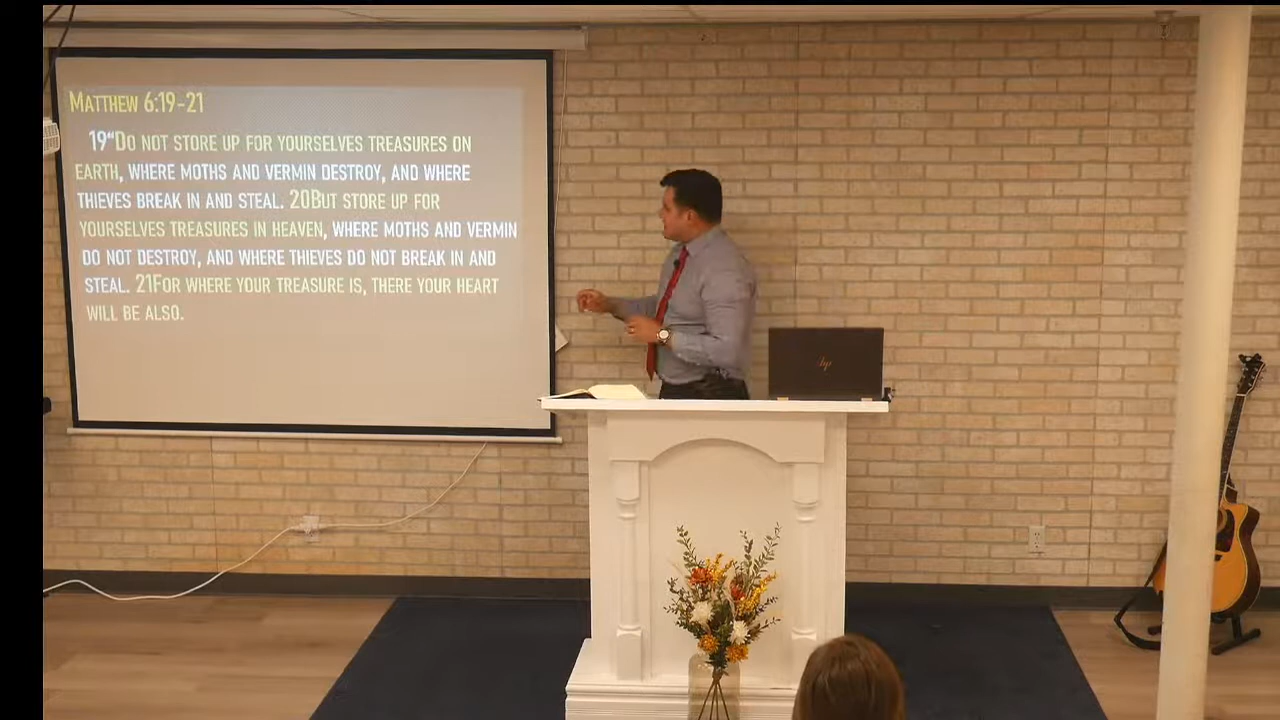 MATTHEW 6:19-21
19“DO NOT STORE UP FOR YOURSELVES TREASURES ON
EARTH, WHERE MOTHS AND VERMIN DESTROY, AND WHERE
THIEVES BREAK IN AND STEAL. 20BUT STORE UP FOR
YOURSELVES TREASURES IN HEAVEN, WHERE MOTHS AND VERMIN
DO NOT DESTROY, AND WHERE THIEVES DO NOT BREAK IN AND
STEAL. 21FOR WHERE YOUR TREASURE IS, THERE YOUR HEART
WILL BE ALSO.
hp